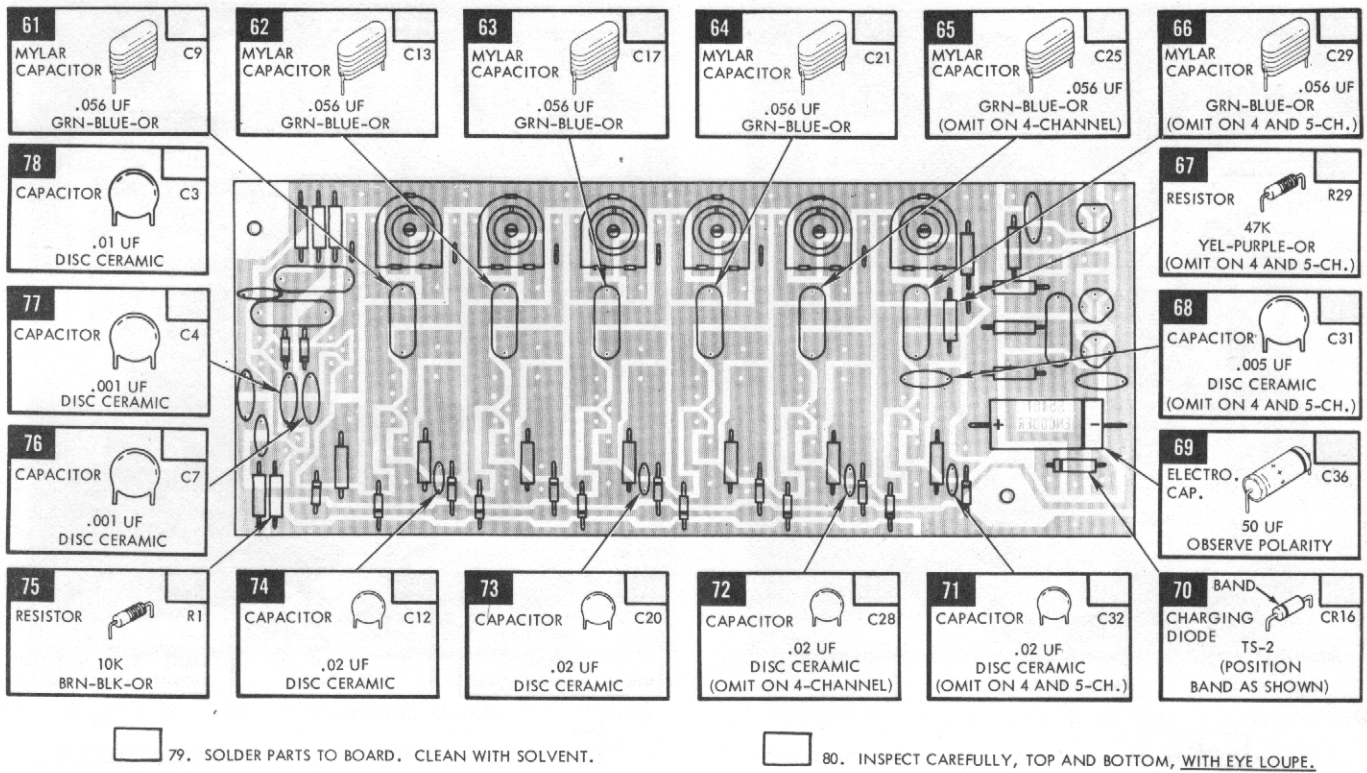 61
MYLAR
CAPACITOR
C9
.056 UF
GRN-BLUE-OR
62
MYLAR
CAPACITOR
C13
.056 UF
GRN-BLUE-OR
63
MYLAR
CAPACITOR
C17
.056 UF
GRN-BLUE-OR
64
MYLAR
CAPACITOR
C21
.056 UF
GRN-BLUE-OR
65
MYLAR
CAPACITOR
C25
.056 UF
GRN-BLUE-OR
(OMIT ON 4-CHANNEL)
66
MYLAR
CAPACITOR
C29
.056 UF
GRN-BLUE-OR
(OMIT ON 4 AND 5-CH.)
67
RESISTOR
R29
47K
YEL-PURPLE-OR
(OMIT ON 4 AND 5-CH.)
68
CAPACITOR
C31
.005 UF
DISC CERAMIC
(OMIT ON 4 AND 5-CH.)
69
ELECTRO.
CAP.
C36
50 UF
OBSERVE POLARITY
70
BAND
CHARGING
DIODE
CR16
TS-2
(POSITION
BAND AS SHOWN)
71
CAPACITOR
C32
.02 UF
DISC CERAMIC
(OMIT ON 4 AND 5-CH.)
72
CAPACITOR
C28
.02 UF
DISC CERAMIC
(OMIT ON 4-CHANNEL)
73
CAPACITOR
C20
.02 UF
DISC CERAMIC
74
CAPACITOR
C12
.02 UF
DISC CERAMIC
75
RESISTOR
R1
10K
BRN-BLK-OR
76
CAPACITOR
C7
.001 UF
DISC CERAMIC
77
CAPACITOR
C4
.001 UF
DISC CERAMIC
78
CAPACITOR
C3
.01 UF
DISC CERAMIC
+
ENCODER
−
79. SOLDER PARTS TO BOARD. CLEAN WITH SOLVENT.
80. INSPECT CAREFULLY, TOP AND BOTTOM, WITH EYE LOUPE.